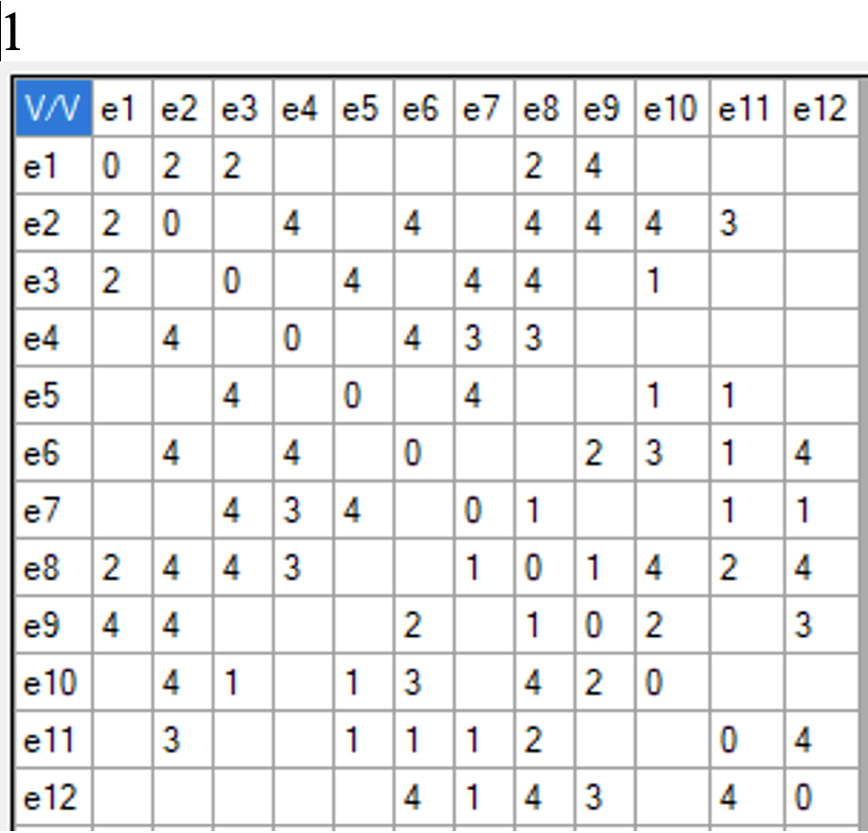 1
V/V e1 e2 e3 e4 e5 e6 e7 e8 e9 e10 e11 e12
e1 0 2 2 2 4
e2 2 0 4 4 4 4 4 3
e3 2 0 4 4 4 1
e4 4 0 4 3 3
e5 4 0 4 1 1
e6 4 4 0 2 3 1 4
e7 4 3 4 0 1 1 1
e8 2 4 4 3 1 0 1 4 2 4
e9 4 4 2 1 0 2 3
e10 4 1 1 3 4 2 0
e11 3 1 1 1 2 0 4
e12 4 1 4 3 4 0